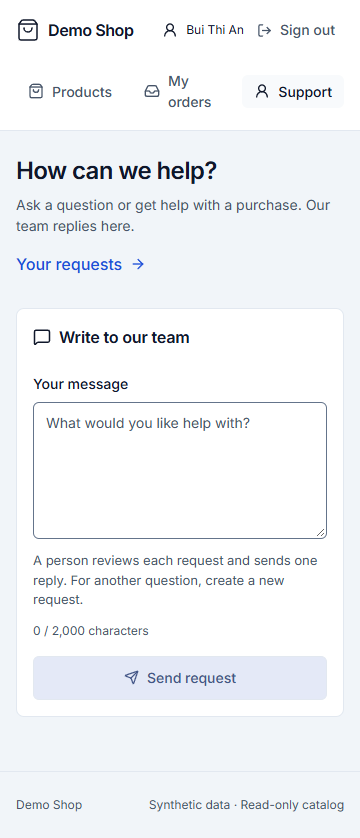 Demo Shop
Bui Thi An
Sign out
Products
My
orders
Support
How can we help?
Ask a question or get help with a purchase. Our
team replies here.
Your requests
Write to our team
Your message
What would you like help with?
A person reviews each request and sends one
reply. For another question, create a new
request.
0 / 2,000 characters
Send request
Demo Shop
Synthetic data · Read-only catalog